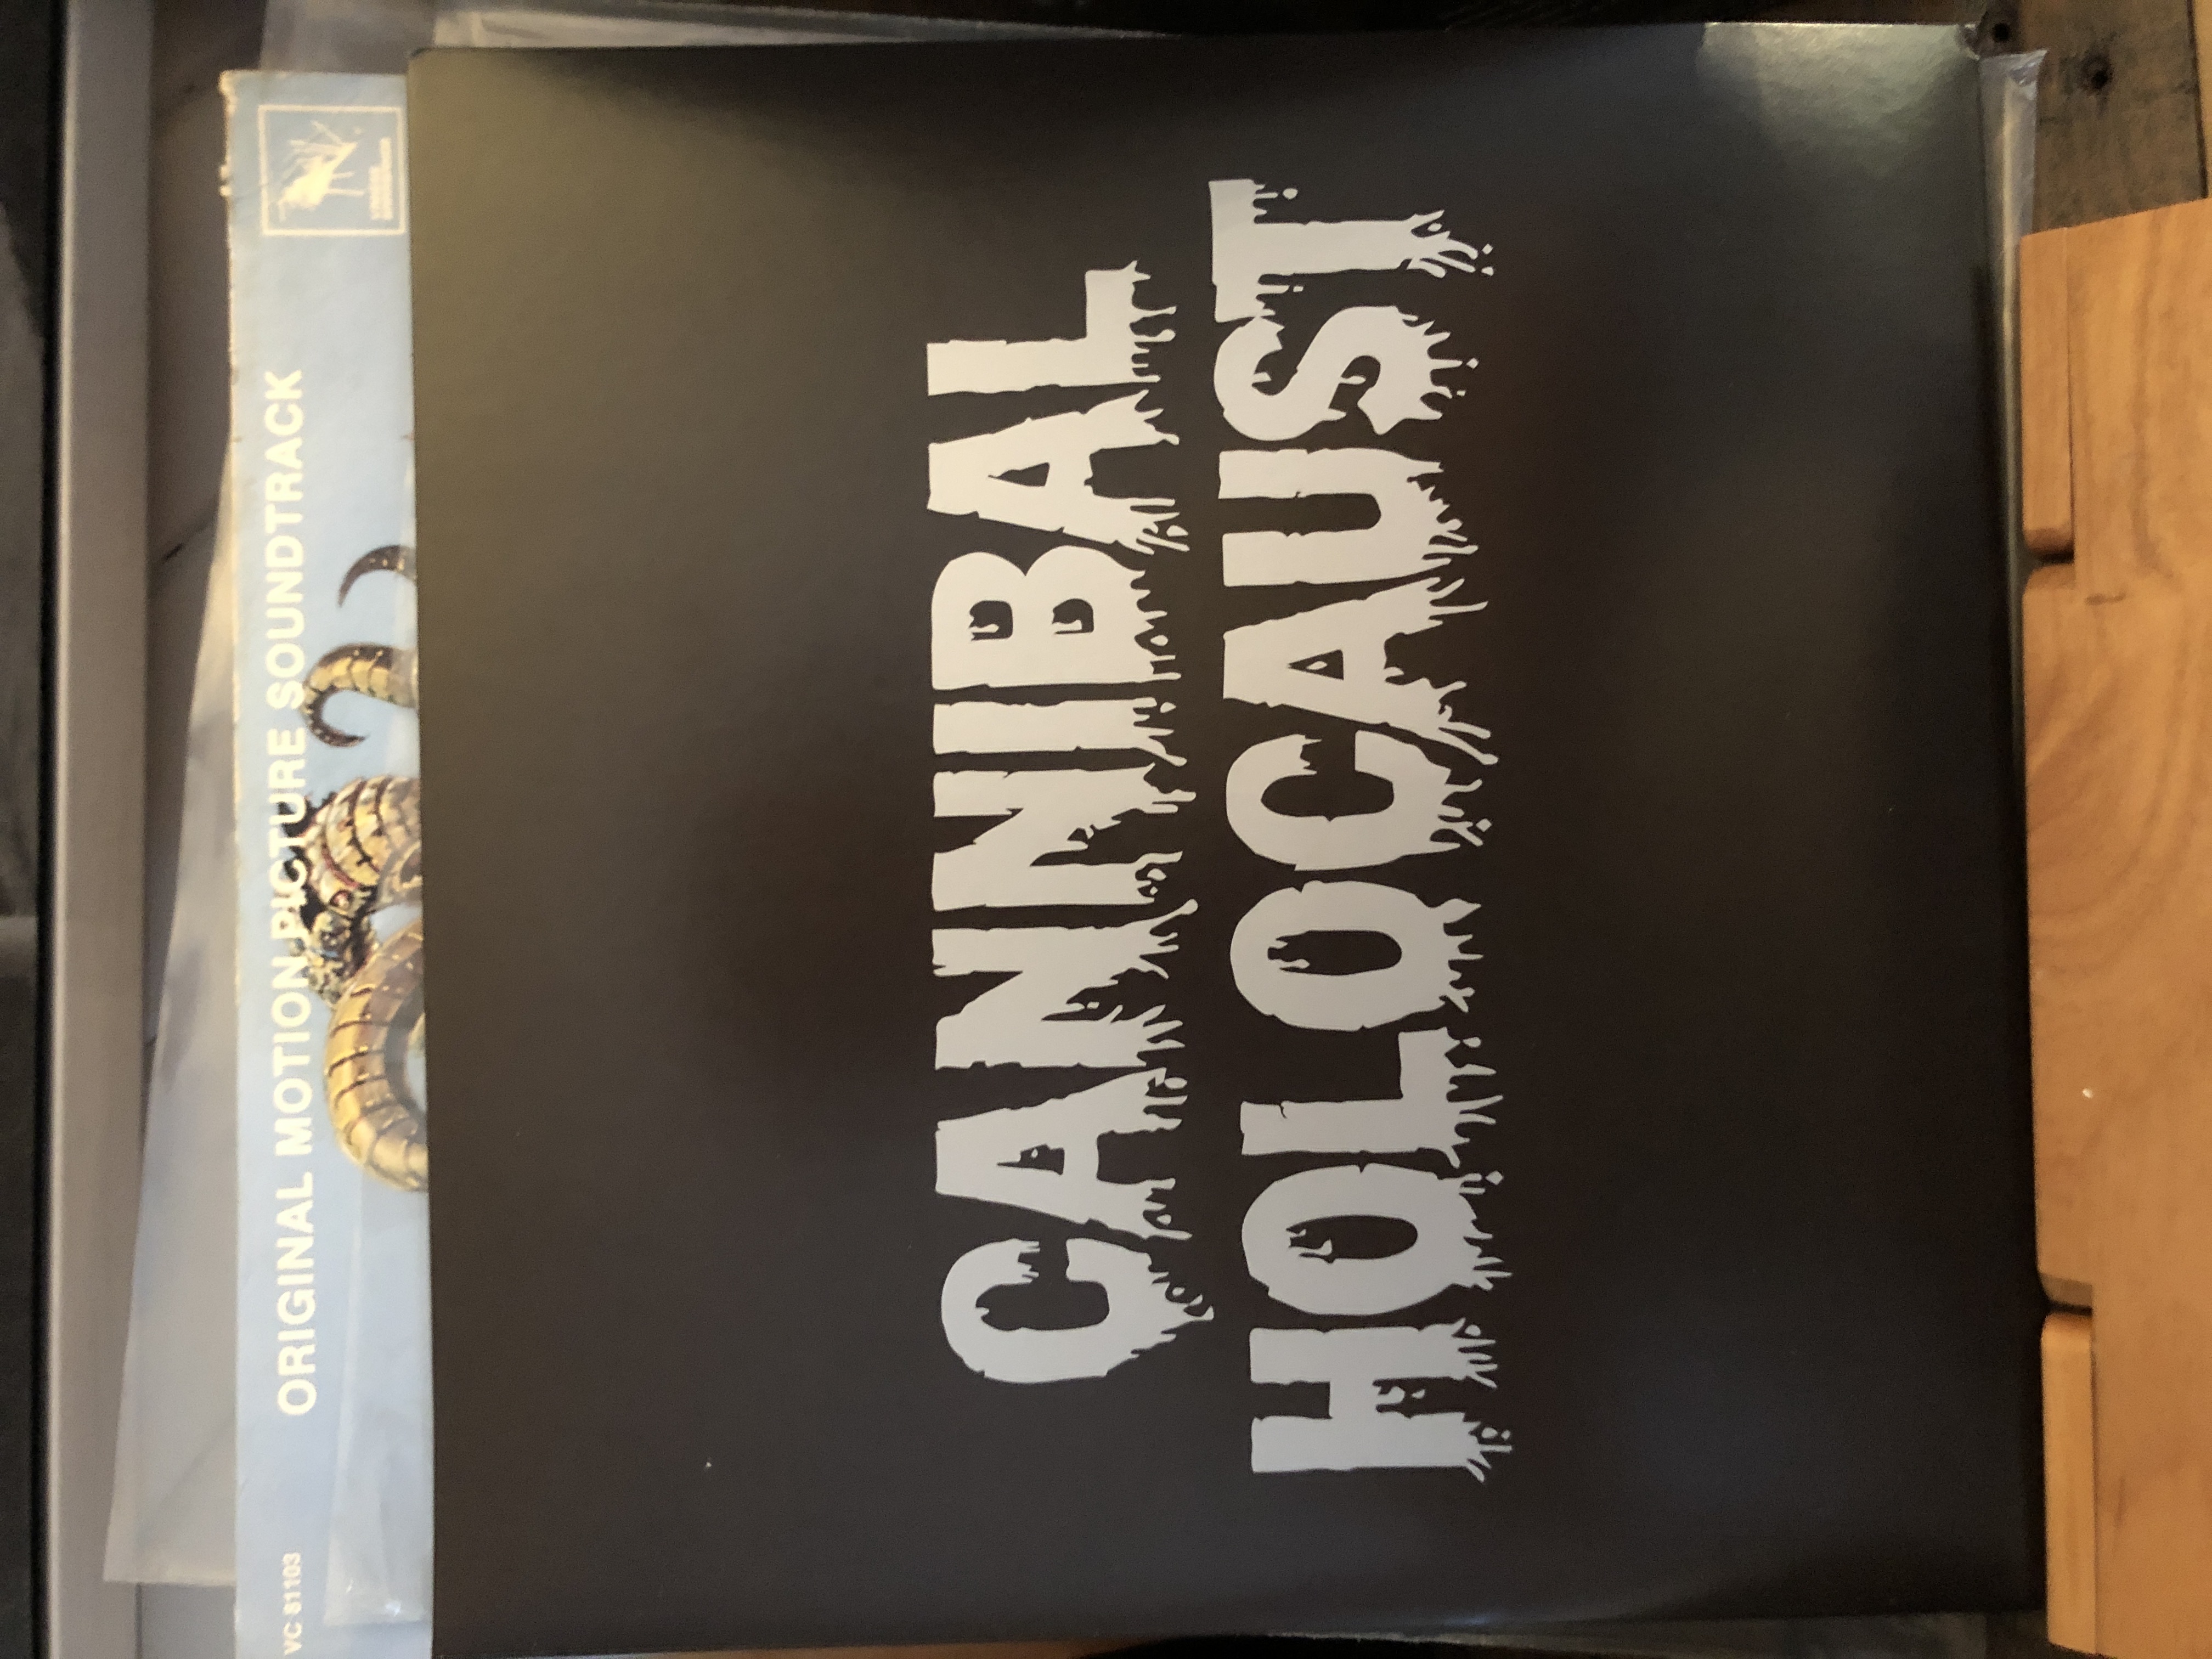 ORIGINAL MOTION PICTURE SOUNDTRACK
VC 81103
CANNIBAL
HOLOCAUST